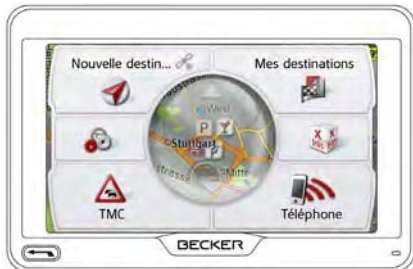 Nouvelle destin...
Mes destinations
West
P
Stuttgart
P
Mitte
TMC
Téléphone
BECKER